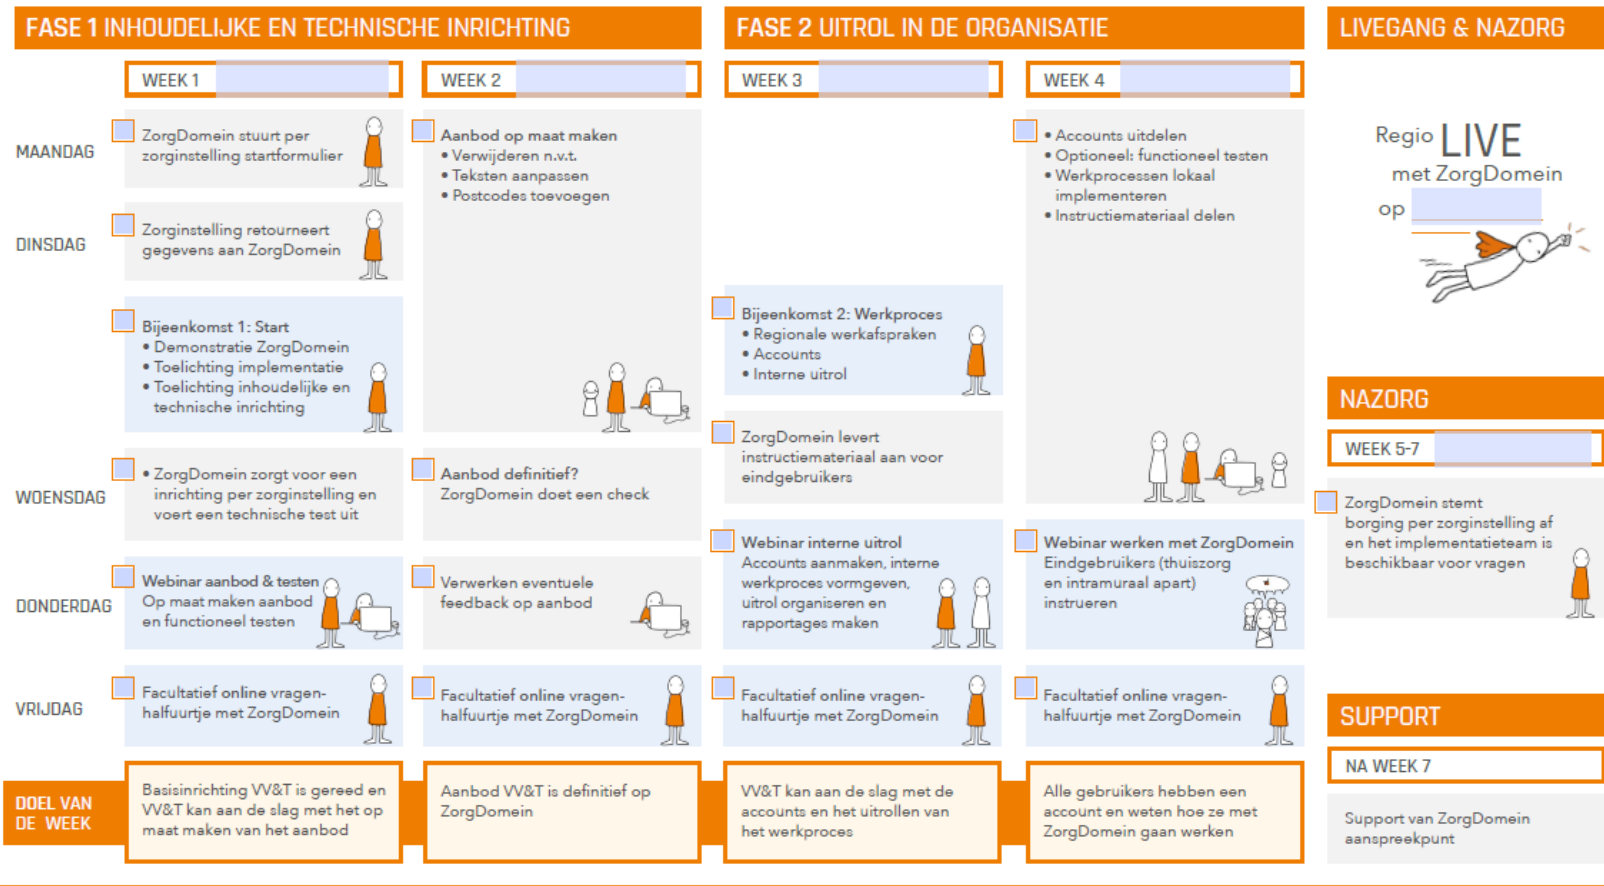 FASE 1 INHOUDELIJKE EN TECHNISCHE INRICHTING
FASE 2 UITROL IN DE ORGANISATIE
LIVEGANG & NAZORG
WEEK 1
WEEK 2
WEEK 3
WEEK 4
MAANDAG
ZorgDomein stuurt per
zorginstelling startformulier
Aanbod op maat maken
• Verwijderen n.v.t.
• Teksten aanpassen
• Postcodes toevoegen
• Accounts uitdelen
• Optioneel: functioneel testen
• Werkprocessen lokaal
implementeren
• Instructiemateriaal delen
Regio LIVE
met ZorgDomein
op
DINSDAG
Zorginstelling retourneert
gegevens aan ZorgDomein
Bijeenkomst 1: Start
• Demonstratie ZorgDomein
• Toelichting implementatie
• Toelichting inhoudelijke en
technische inrichting
Bijeenkomst 2: Werkproces
• Regionale werkafspraken
• Accounts
• Interne uitrol
ZorgDomein levert
instructiemateriaal aan voor
eindgebruikers
NAZORG
WEEK 5-7
ZorgDomein stemt
borging per zorginstelling af
en het implementatieteam is
beschikbaar voor vragen
WOENSDAG
• ZorgDomein zorgt voor een
inrichting per zorginstelling en
voert een technische test uit
Aanbod definitief?
ZorgDomein doet een check
DONDERDAG
Webinar aanbod & testen
Op maat maken aanbod
en functioneel testen
Verwerken eventuele
feedback op aanbod
Webinar interne uitrol
Accounts aanmaken, interne
werkproces vormgeven,
uitrol organiseren en
rapportages maken
Webinar werken met ZorgDomein
Eindgebruikers (thuiszorg
en intramuraal apart)
instrueren
VRIJDAG
Facultatief online vragen-
halfuurtje met ZorgDomein
Facultatief online vragen-
halfuurtje met ZorgDomein
Facultatief online vragen-
halfuurtje met ZorgDomein
Facultatief online vragen-
halfuurtje met ZorgDomein
SUPPORT
NA WEEK 7
Support van ZorgDomein
aanspreekpunt
DOEL VAN
DE WEEK
Basisinrichting VV&T is gereed en
VV&T kan aan de slag met het op
maat maken van het aanbod
Aanbod VV&T is definitief op
ZorgDomein
VV&T kan aan de slag met de
accounts en het uitrollen van
het werkproces
Alle gebruikers hebben een
account en weten hoe ze met
ZorgDomein gaan werken